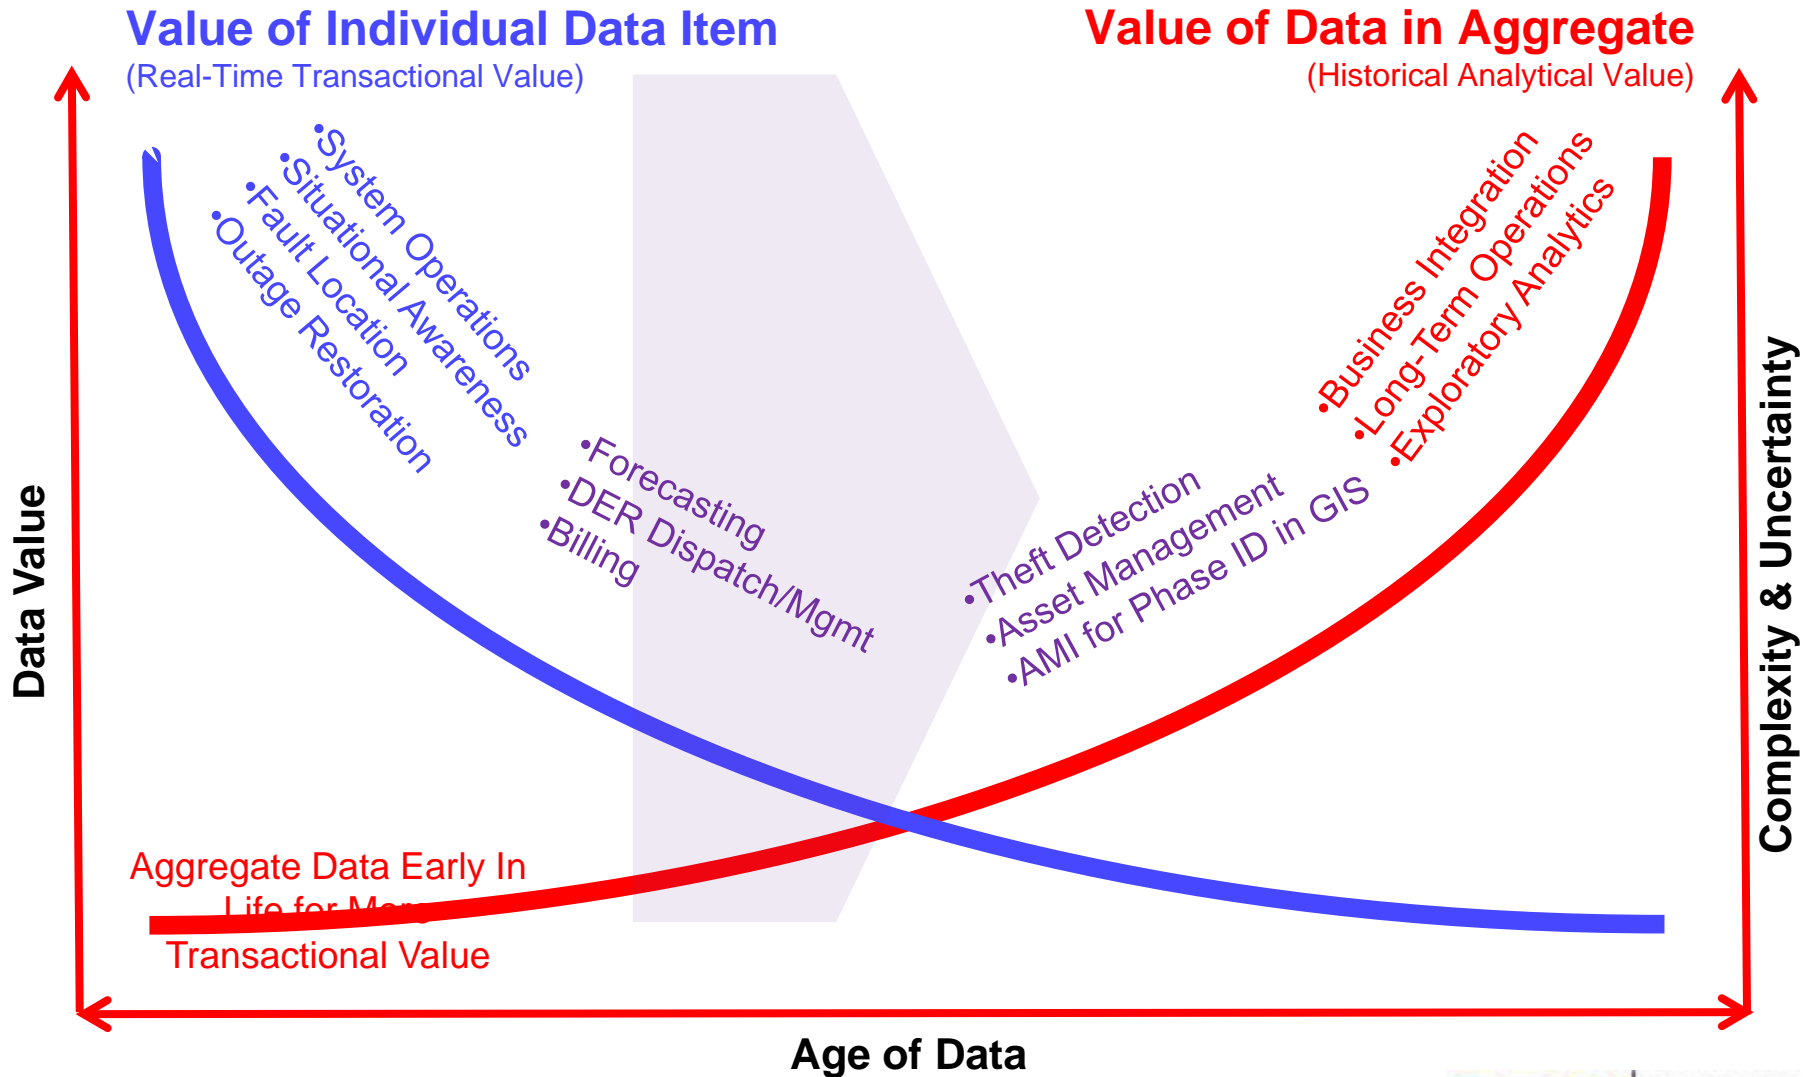 Value of Individual Data Item
(Real-Time Transactional Value)
Value of Data in Aggregate
(Historical Analytical Value)
•System Operations
•Situational Awareness
•Fault Location
•Outage Restoration
•Forecasting
•DER Dispatch/Mgmt
•Billing
•Theft Detection
•Asset Management
•AMI for Phase ID in GIS
•Business Integration
•Long-Term Operations
•Exploratory Analytics
Data Value
Complexity & Uncertainty
Aggregate Data Early In
Life for More
Transactional Value
Age of Data